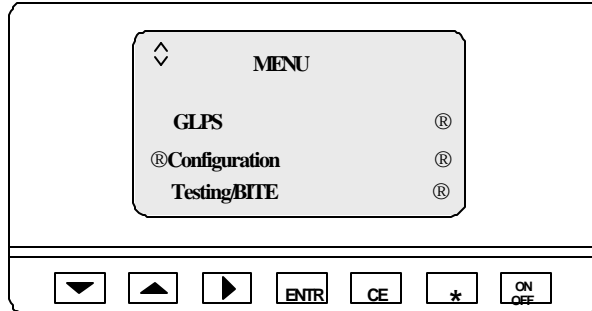 MENU
GLPS ®
®Configuration ®
Testing/BITE ®
ENTR CE * ON
OFF